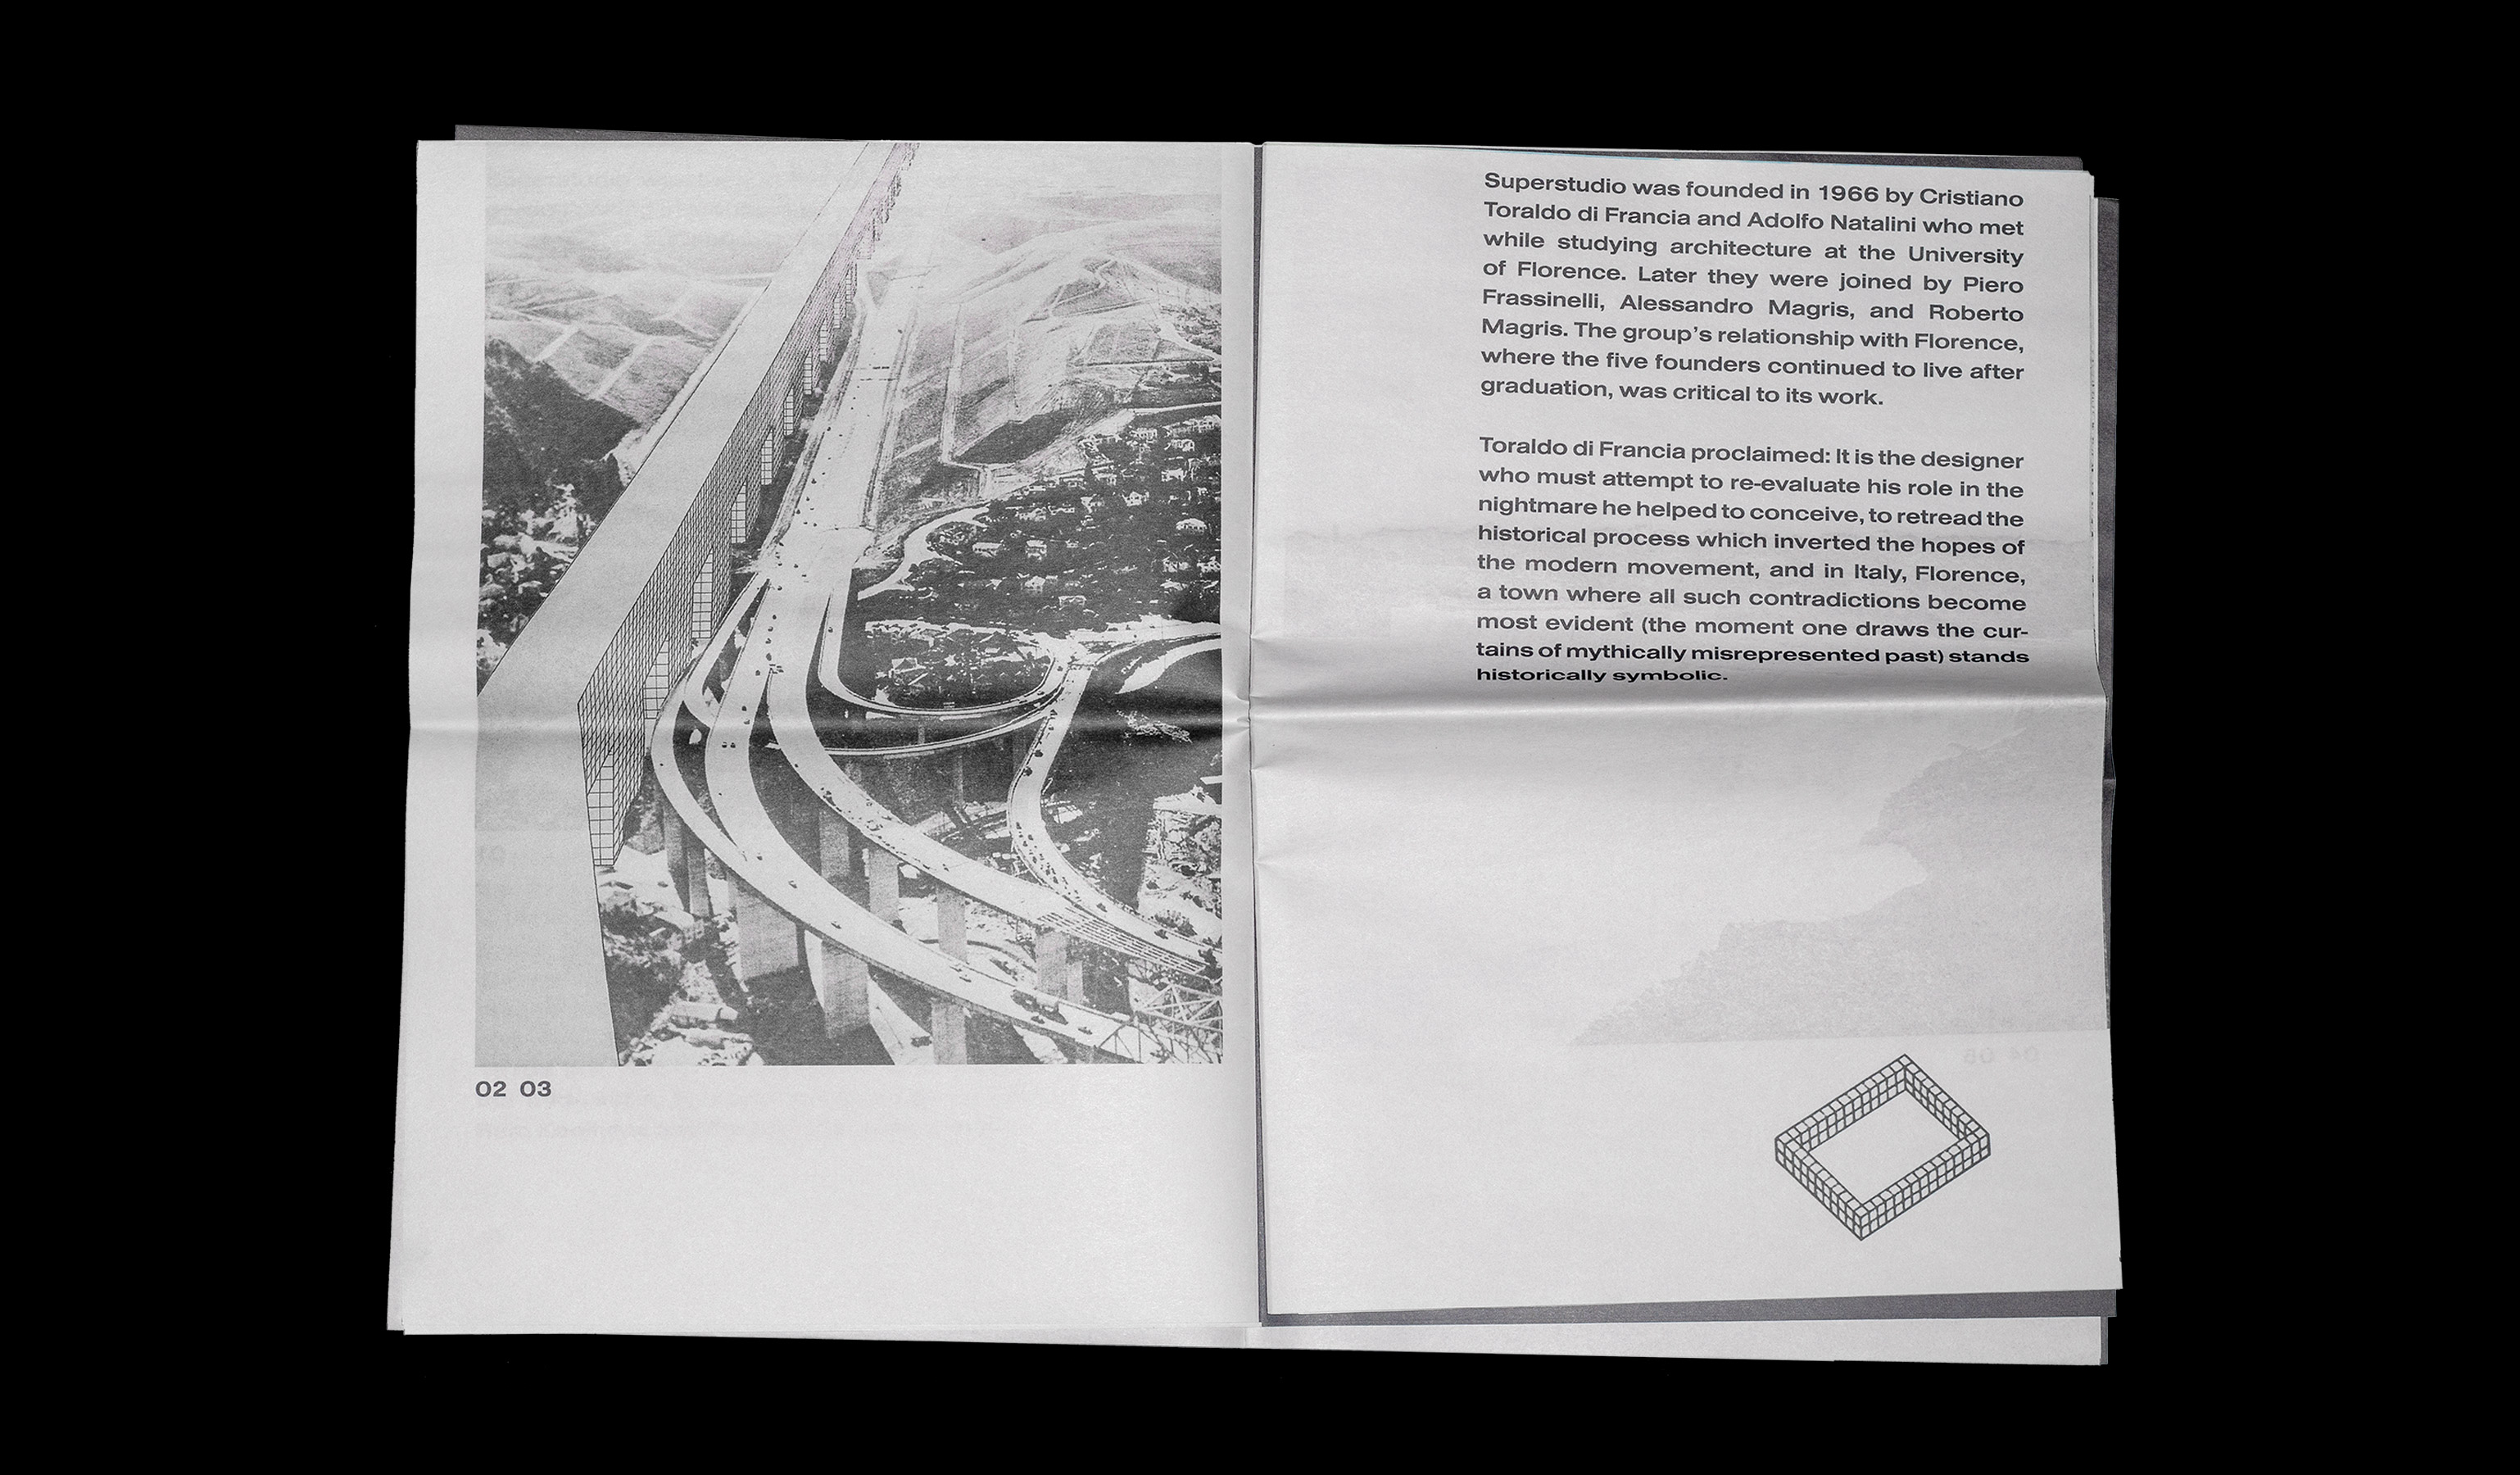 02 03
Superstudio was founded in 1966 by Cristiano
Toraldo di Francia and Adolfo Natalini who met
while studying architecture at the University
of Florence. Later they were joined by Piero
Frassinelli, Alessandro Magris, and Roberto
Magris. The group’s relationship with Florence,
where the five founders continued to live after
graduation, was critical to its work.
Toraldo di Francia proclaimed: It is the designer
who must attempt to re-evaluate his role in the
nightmare he helped to conceive, to retread the
historical process which inverted the hopes of
the modern movement, and in Italy, Florence,
a town where all such contradictions become
most evident (the moment one draws the cur-
tains of mythically misrepresented past) stands
historically symbolic.